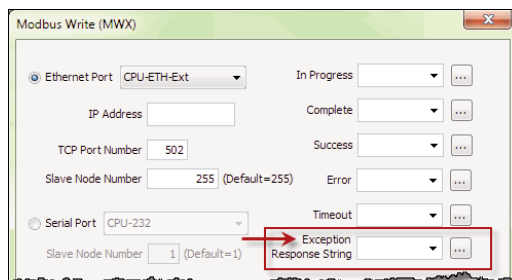 Modbus Write (MWX)
Ethernet Port CPU-ETH-Ext
In Progress
...
IP Address
Complete
...
TCP Port Number 502
Success
...
Slave Node Number 255 (Default=255)
Error
...
Serial Port CPU-232
Timeout
...
Slave Node Number 1 (Default=1)
Exception
Response String
...